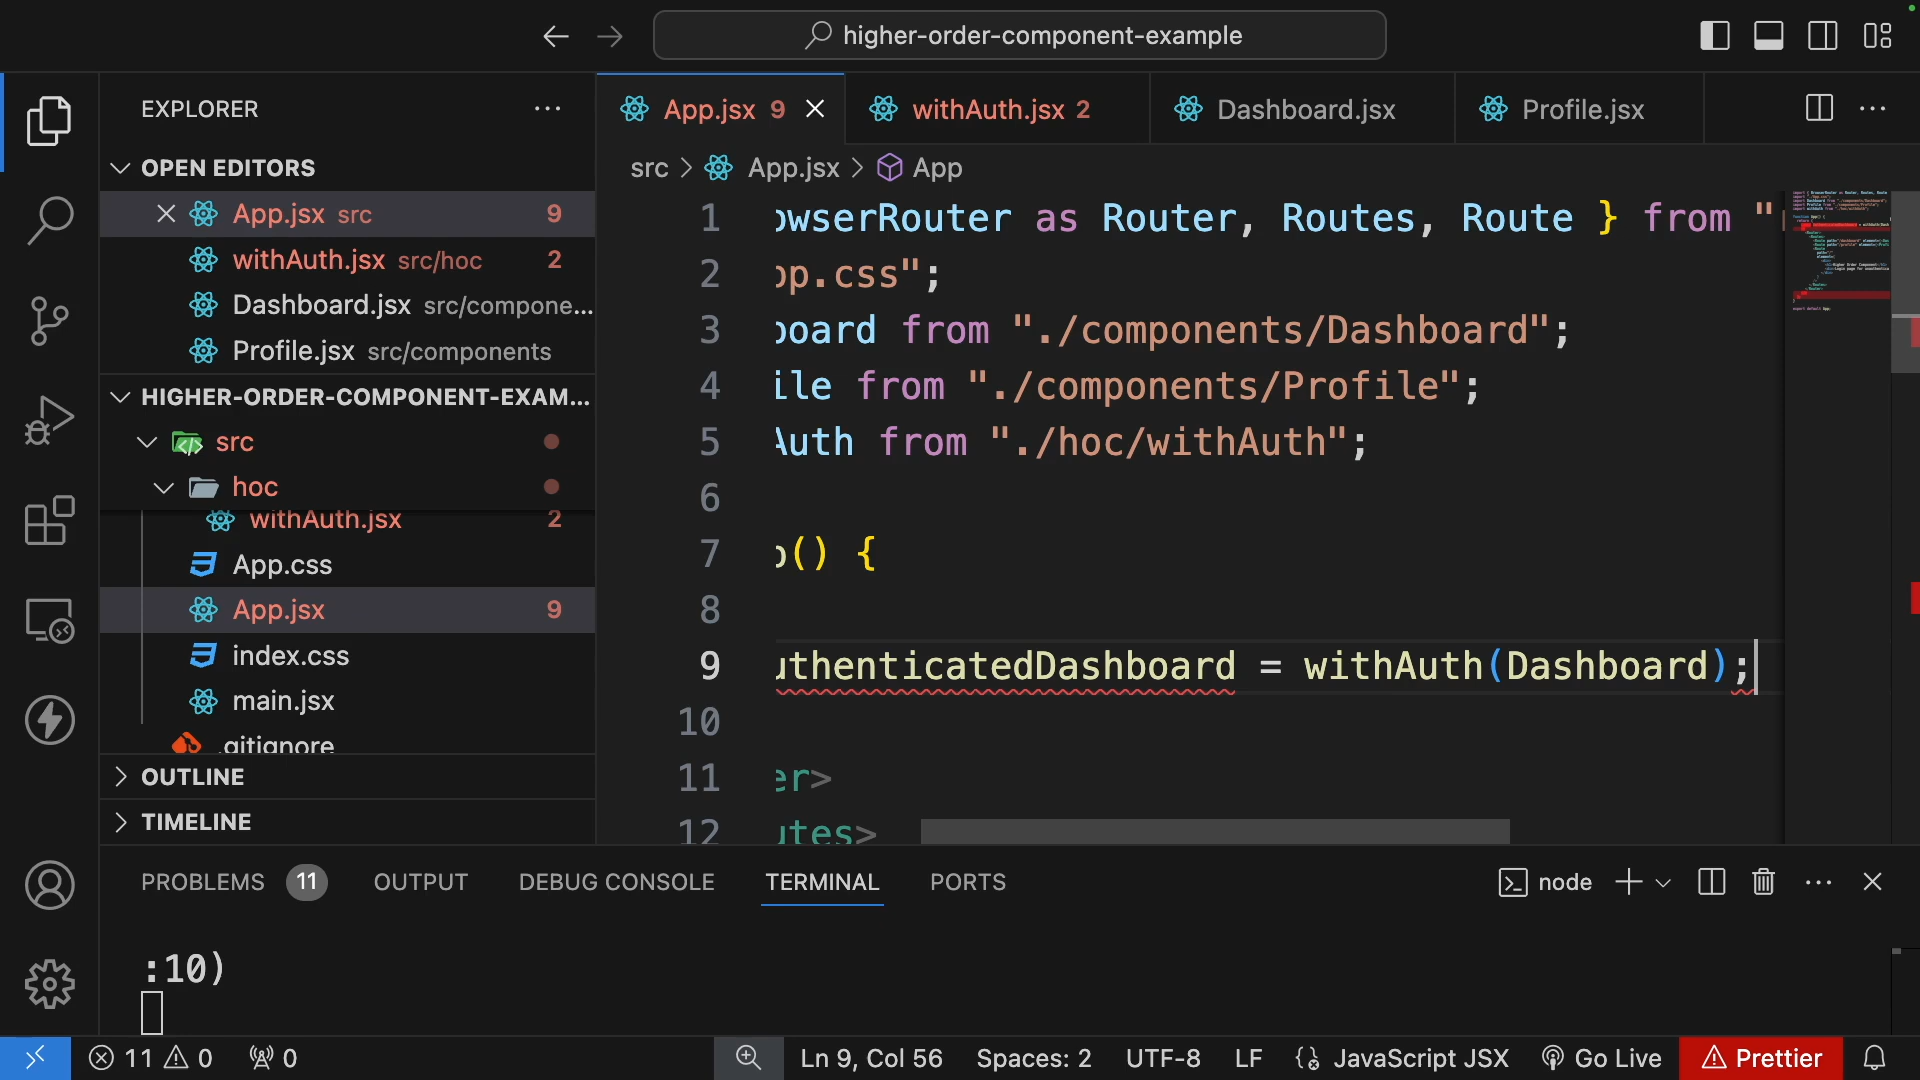 higher-order-component-example
EXPLORER
OPEN EDITORS
App.jsx src 9
withAuth.jsx src/hoc 2
Dashboard.jsx src/compone...
Profile.jsx src/components
HIGHER-ORDER-COMPONENT-EXAM...
src
hoc
withAuth.jsx 2
App.css
App.jsx 9
index.css
main.jsx
.gitignore
OUTLINE
TIMELINE
App.jsx 9
withAuth.jsx 2
Dashboard.jsx
Profile.jsx
src > App.jsx > App
1 owserRouter as Router, Routes, Route } from "r
2 pp.css";
3 board from "./components/Dashboard";
4 ile from "./components/Profile";
5 Auth from "./hoc/withAuth";
6
7 p() {
8
9 uthenticatedDashboard = withAuth(Dashboard);
10
11 er>
12 utes>
PROBLEMS 11 OUTPUT DEBUG CONSOLE TERMINAL PORTS
node
:10)
11 0 0 Ln 9, Col 56 Spaces: 2 UTF-8 LF JavaScript JSX Go Live Prettier